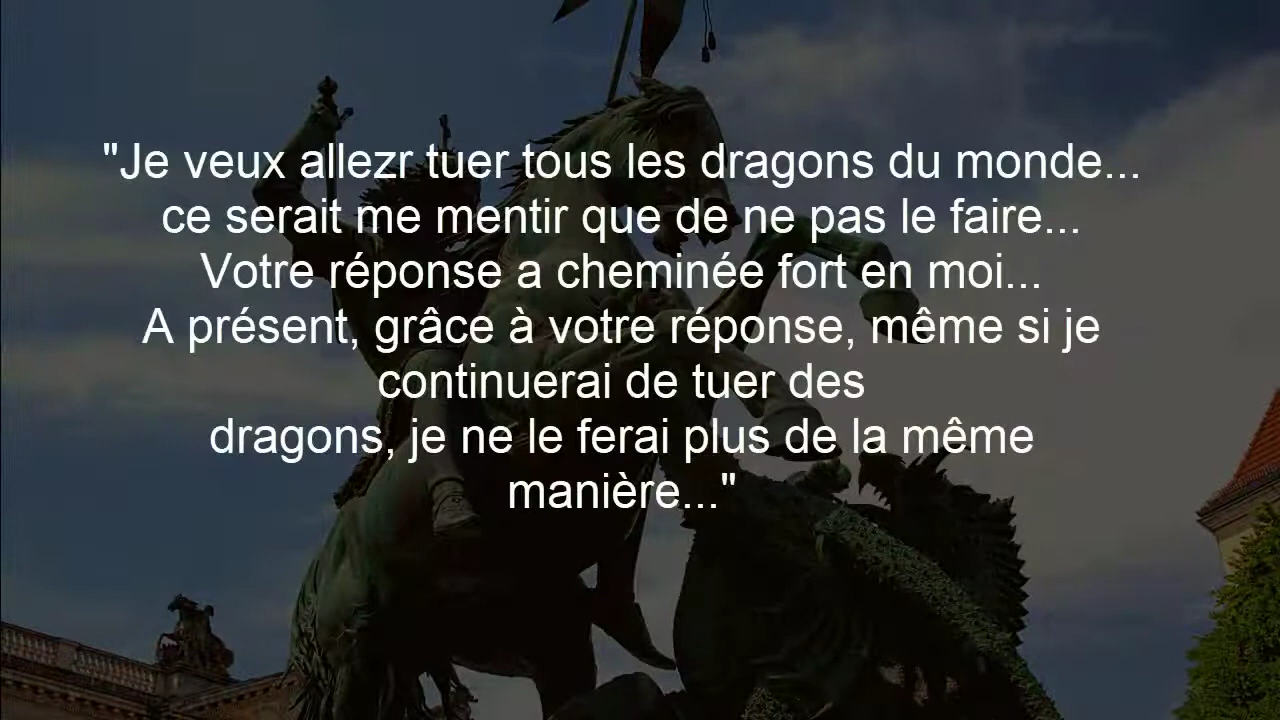 "Je veux allezr tuer tous les dragons du monde...
ce serait me mentir que de ne pas le faire...
Votre réponse a cheminée fort en moi...
A présent, grâce à votre réponse, même si je
continuerai de tuer des
dragons, je ne le ferai plus de la même
manière..."